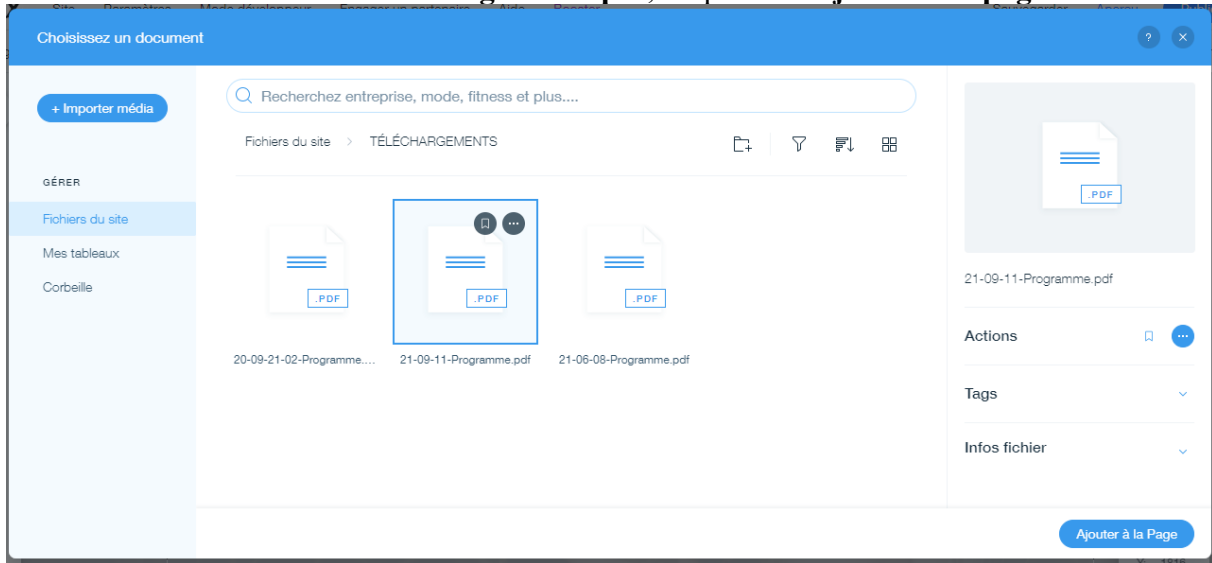 Choisissez un document
?
+ Importer média
Recherchez entreprise, mode, fitness et plus....
Fichiers du site > TÉLÉCHARGEMENTS
GÉRER
Fichiers du site
Mes tableaux
Corbeille
.PDF
.PDF
.PDF
20-09-21-02-Programme....
21-09-11-Programme.pdf
21-06-08-Programme.pdf
.PDF
21-09-11-Programme.pdf
Actions
Tags
Infos fichier
Ajouter à la Page